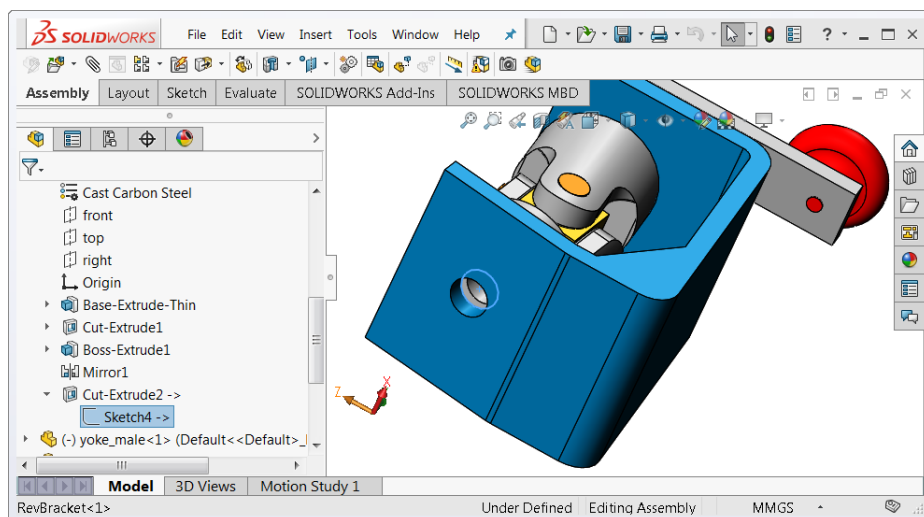 SOLIDWORKS File Edit View Insert Tools Window Help ?
Assembly Layout Sketch Evaluate SOLIDWORKS Add-Ins SOLIDWORKS MBD
Cast Carbon Steel
front
top
right
Origin
Base-Extrude-Thin
Cut-Extrude1
Boss-Extrude1
Mirror1
Cut-Extrude2 ->
Sketch4 ->
(-) yoke_male<1> (Default<<Default>_
Z X
Model 3D Views Motion Study 1
RevBracket<1> Under Defined Editing Assembly MMGS